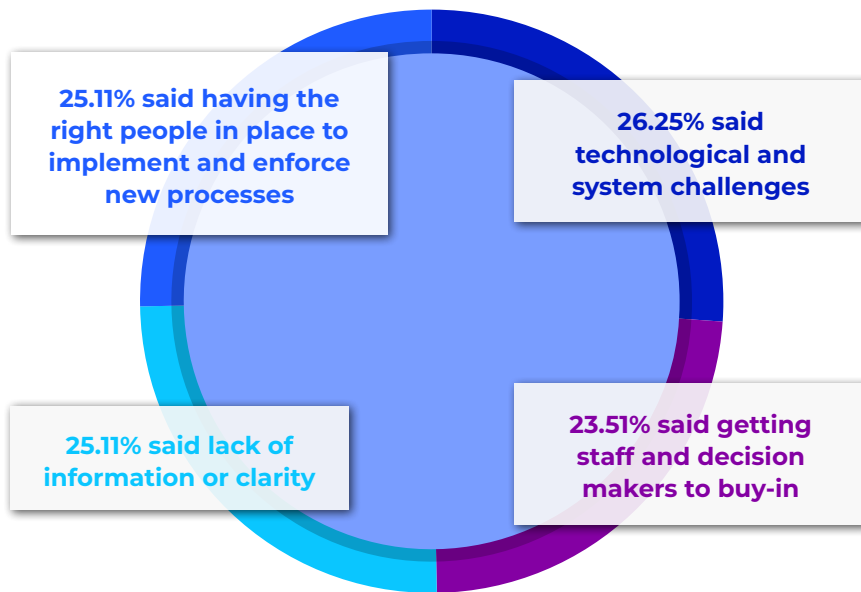 25.11% said having the
right people in place to
implement and enforce
new processes
26.25% said
technological and
system challenges
25.11% said lack of
information or clarity
23.51% said getting
staff and decision
makers to buy-in